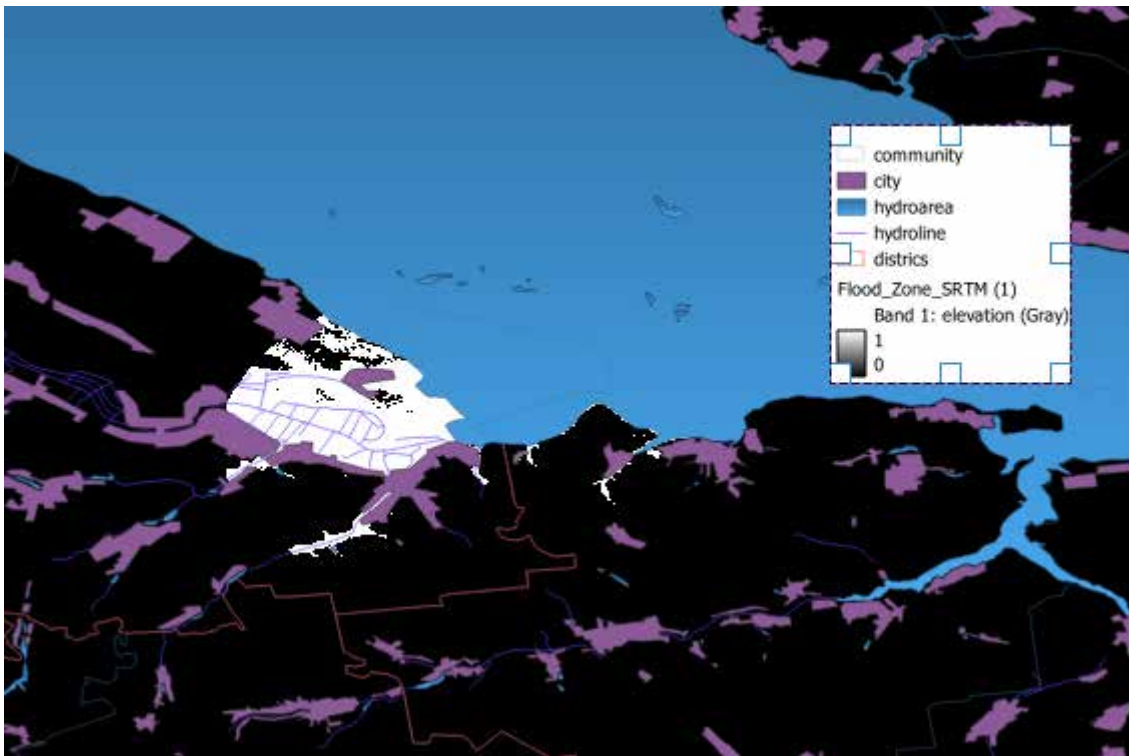 community
city
hydroarea
hydroline
districs
Flood_Zone_SRTM (1)
Band 1: elevation (Gray)
1
0